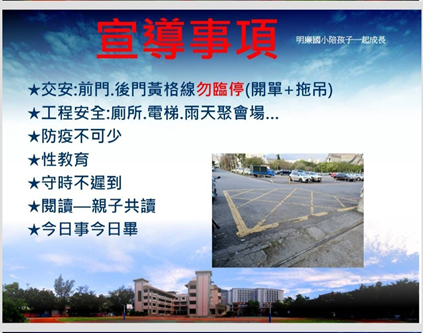 宣導事項
明廉國小陪孩子一起成長
★交安:前門.後門黃格線勿臨停(開單+拖吊)
★工程安全:廁所.電梯.雨天聚會場...
★防疫不可少
★性教育
★守時不遲到
★閱讀—親子共讀
★今日事今日畢